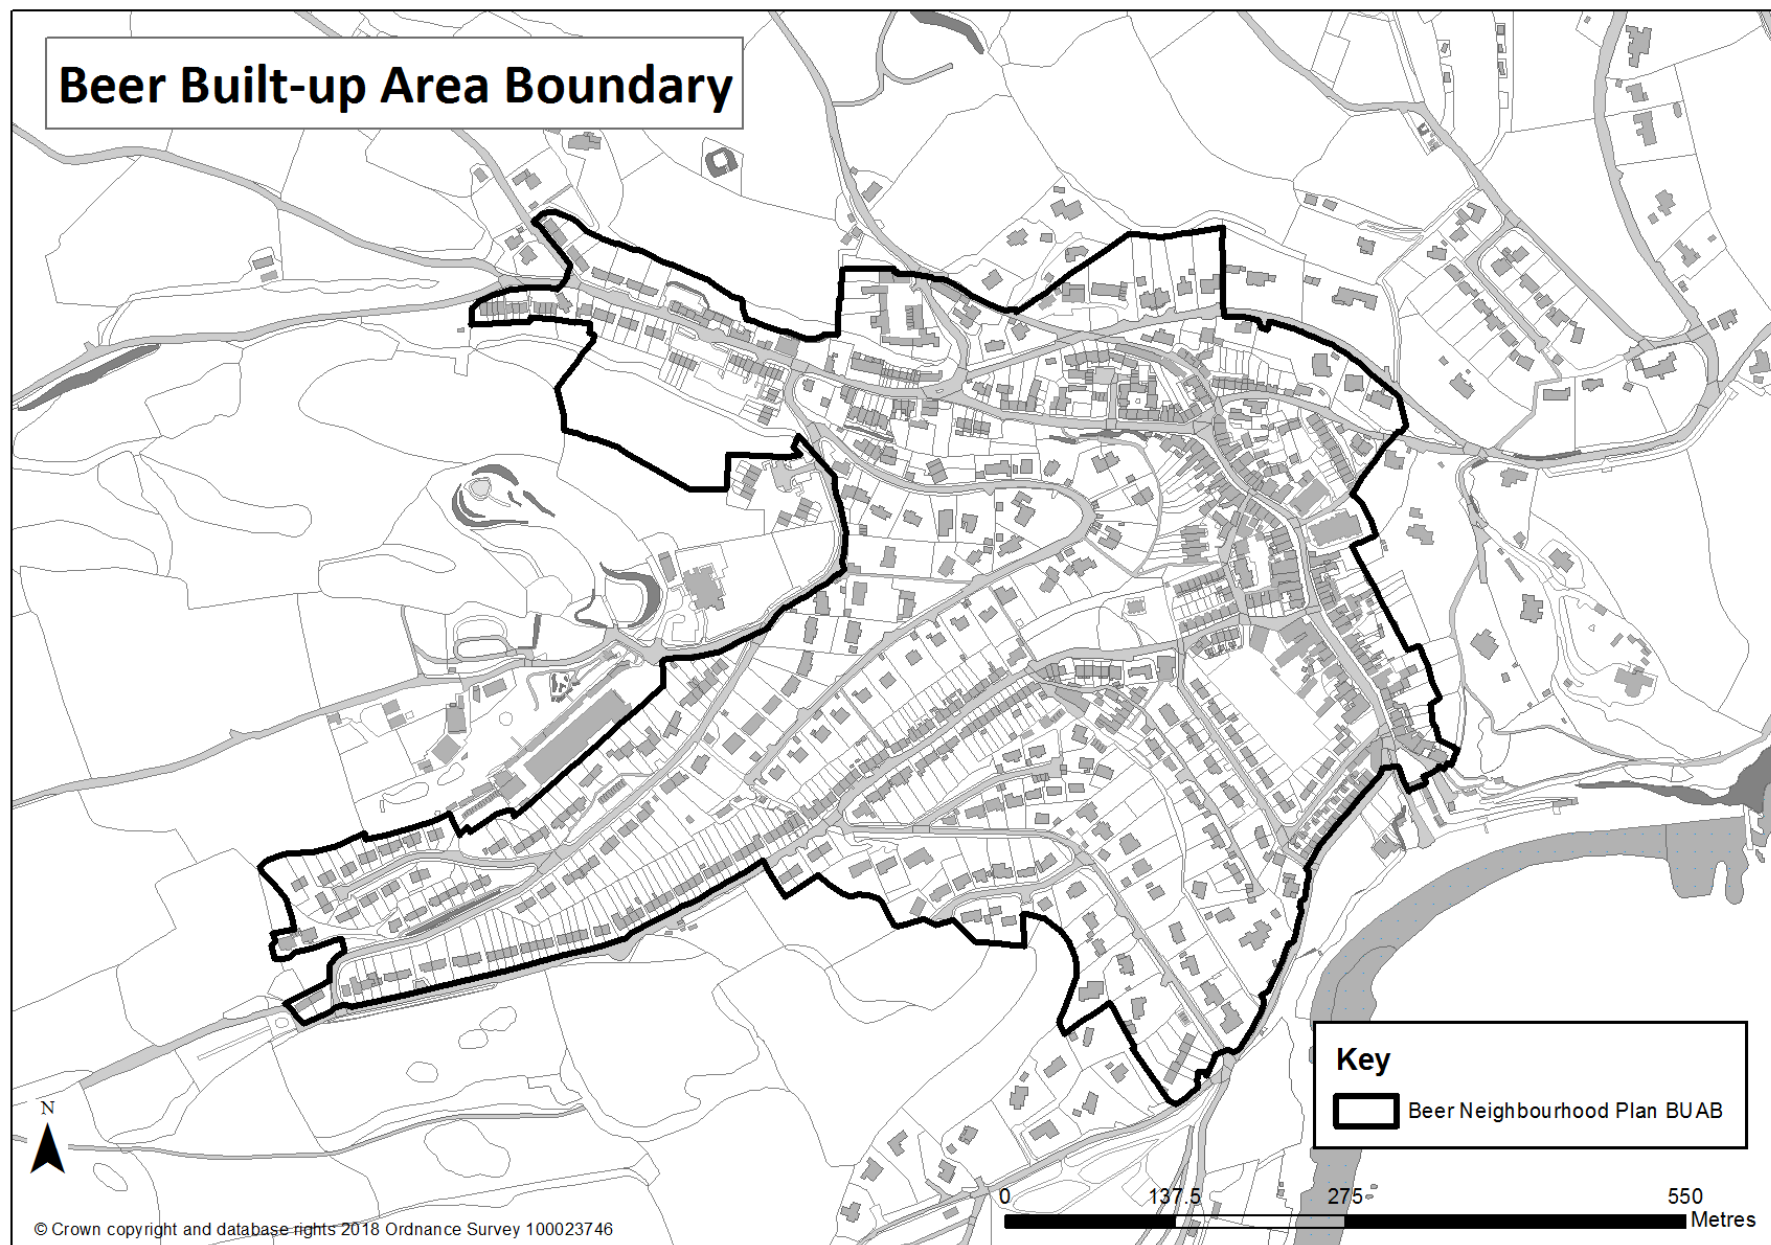 Beer Built-up Area Boundary
Key
Beer Neighbourhood Plan BUAB
N
0 137.5 275 550
Metres
© Crown copyright and database rights 2018 Ordnance Survey 100023746